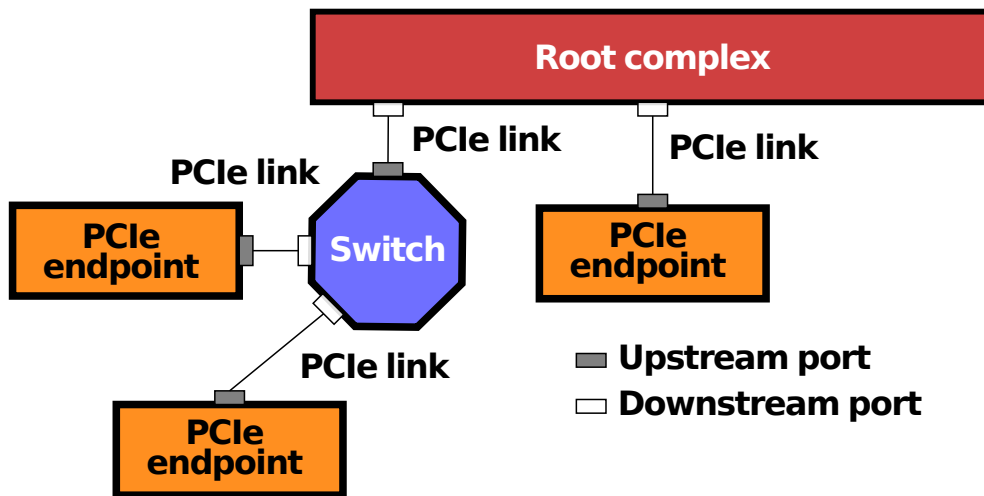 Root complex
PCIe link
PCIe link
PCIe link
PCIe
endpoint
Switch
PCIe
endpoint
PCIe link
Upstream port
Downstream port
PCIe
endpoint